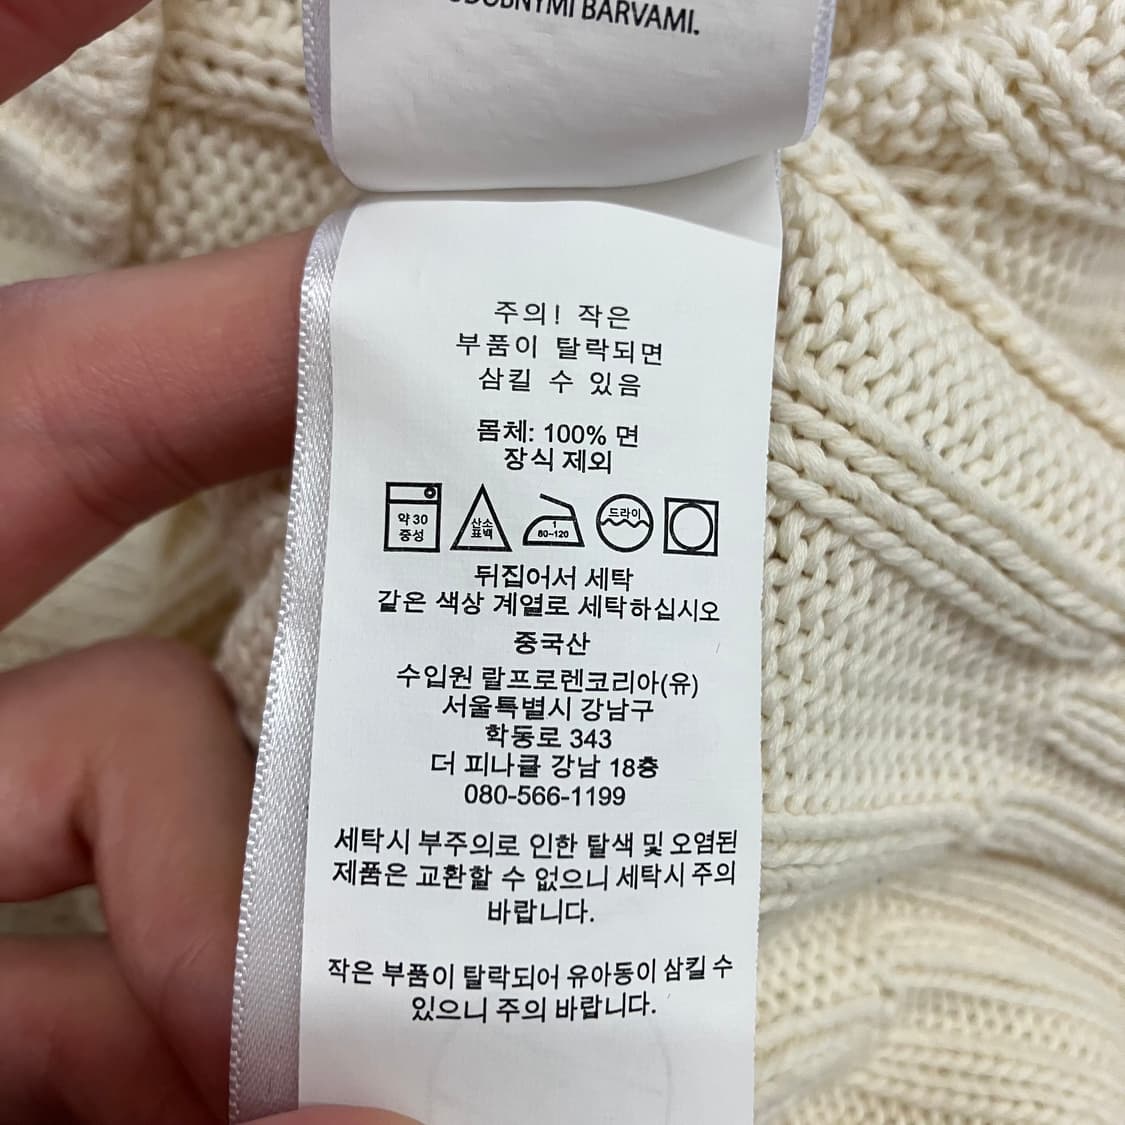 BARVAMI.
주의! 작은
부품이 탈락되면
삼킬 수 있음
몸체: 100% 면
장식 제외
약 30
중성
산소
표백
1
80~120
드라이
뒤집어서 세탁
같은 색상 계열로 세탁하십시오
중국산
수입원 랄프로렌코리아(유)
서울특별시 강남구
학동로 343
더 피나클 강남 18층
080-566-1199
세탁시 부주의로 인한 탈색 및 오염된
제품은 교환할 수 없으니 세탁시 주의
바랍니다.
작은 부품이 탈락되어 유아동이 삼킬 수
있으니 주의 바랍니다.